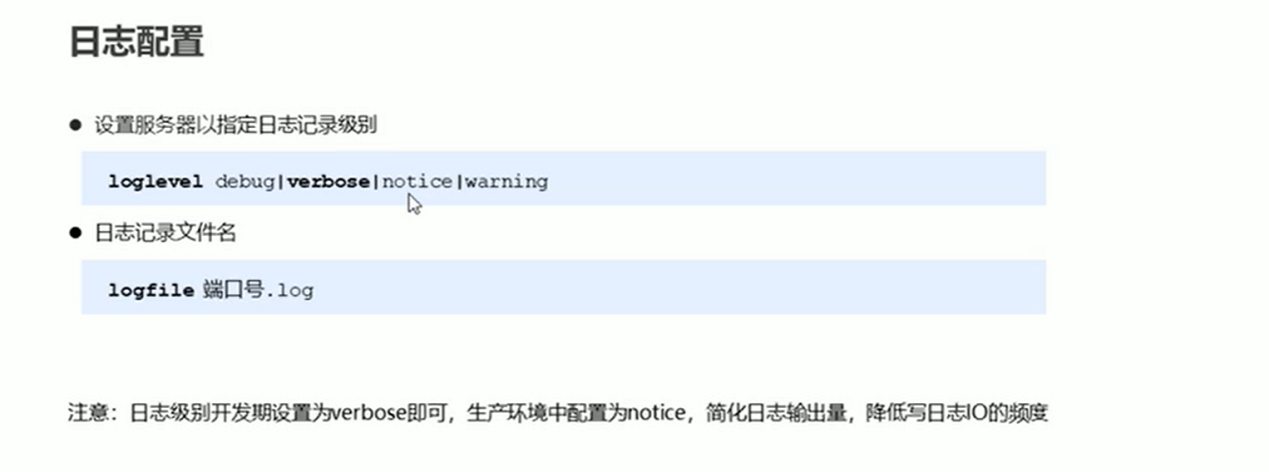 日志配置
● 设置服务器以指定日志记录级别
loglevel debug|verbose|notice|warning
● 日志记录文件名
logfile 端口号.log
注意：日志级别开发期设置为verbose即可，生产环境中配置为notice，简化日志输出量，降低写日志IO的频度